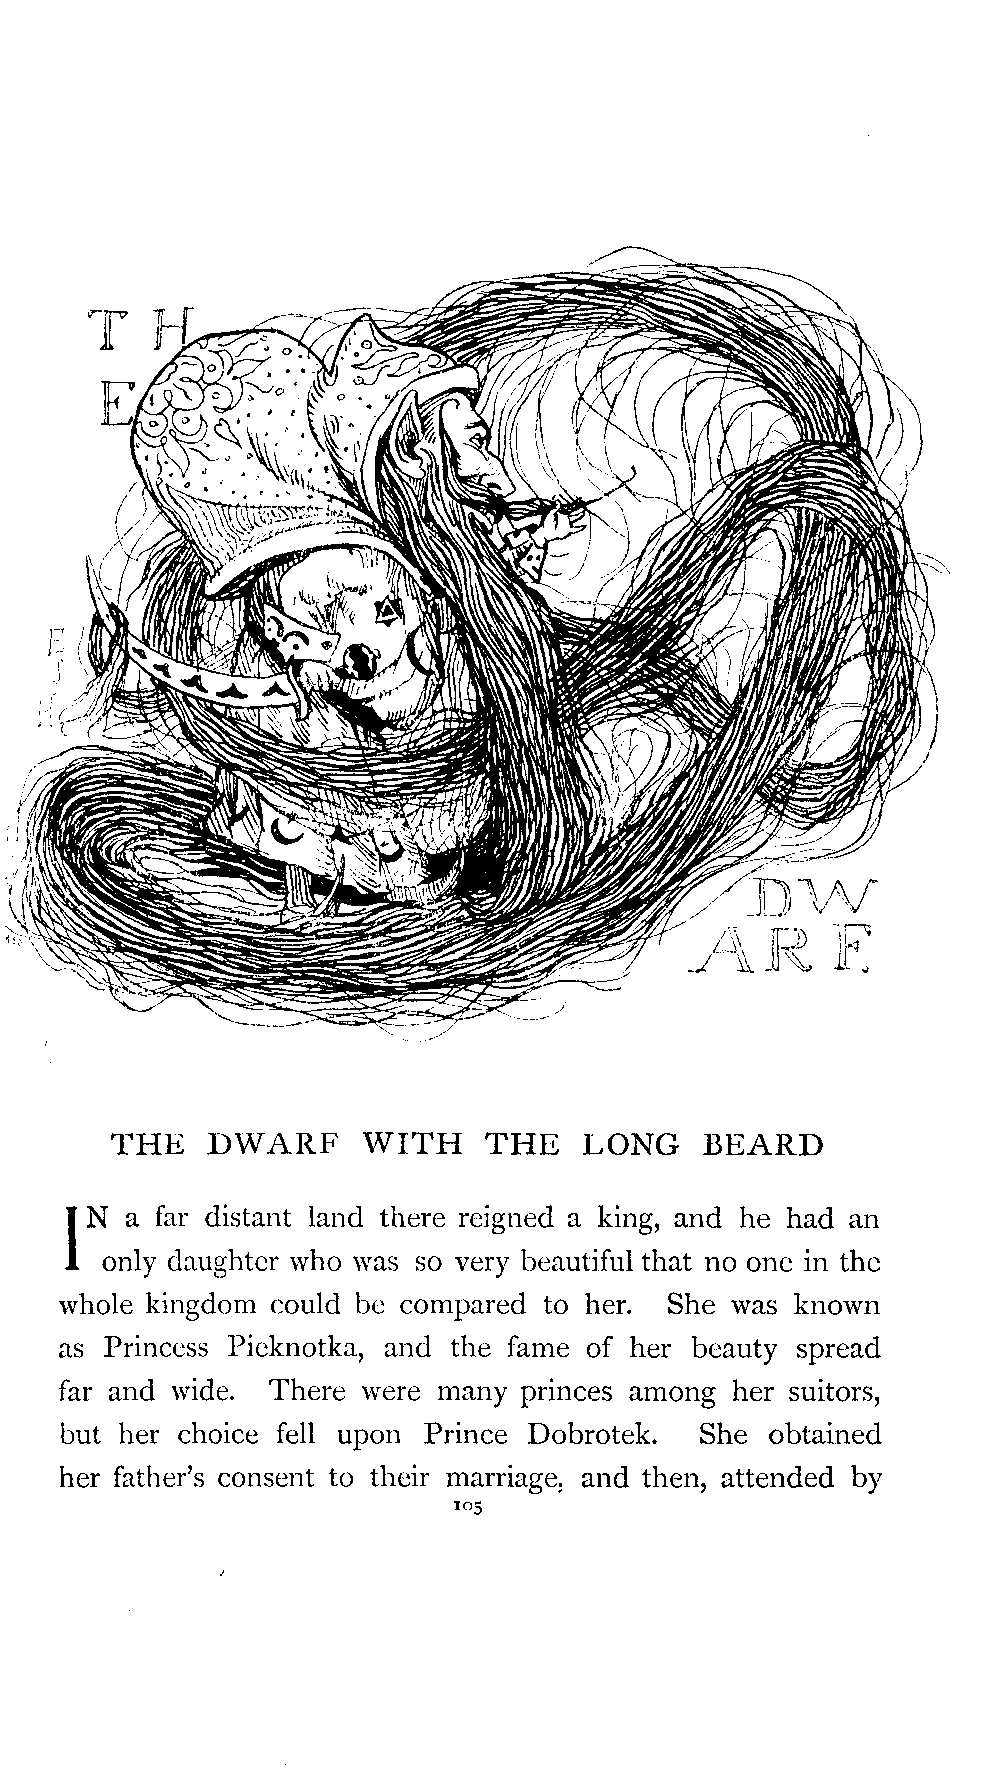 TH
E
DW
ARF.
THE DWARF WITH THE LONG BEARD
IN a far distant land there reigned a king, and he had an
only daughter who was so very beautiful that no one in the
whole kingdom could be compared to her. She was known
as Princess Pieknotka, and the fame of her beauty spread
far and wide. There were many princes among her suitors,
but her choice fell upon Prince Dobrotek. She obtained
her father's consent to their marriage, and then, attended by
105